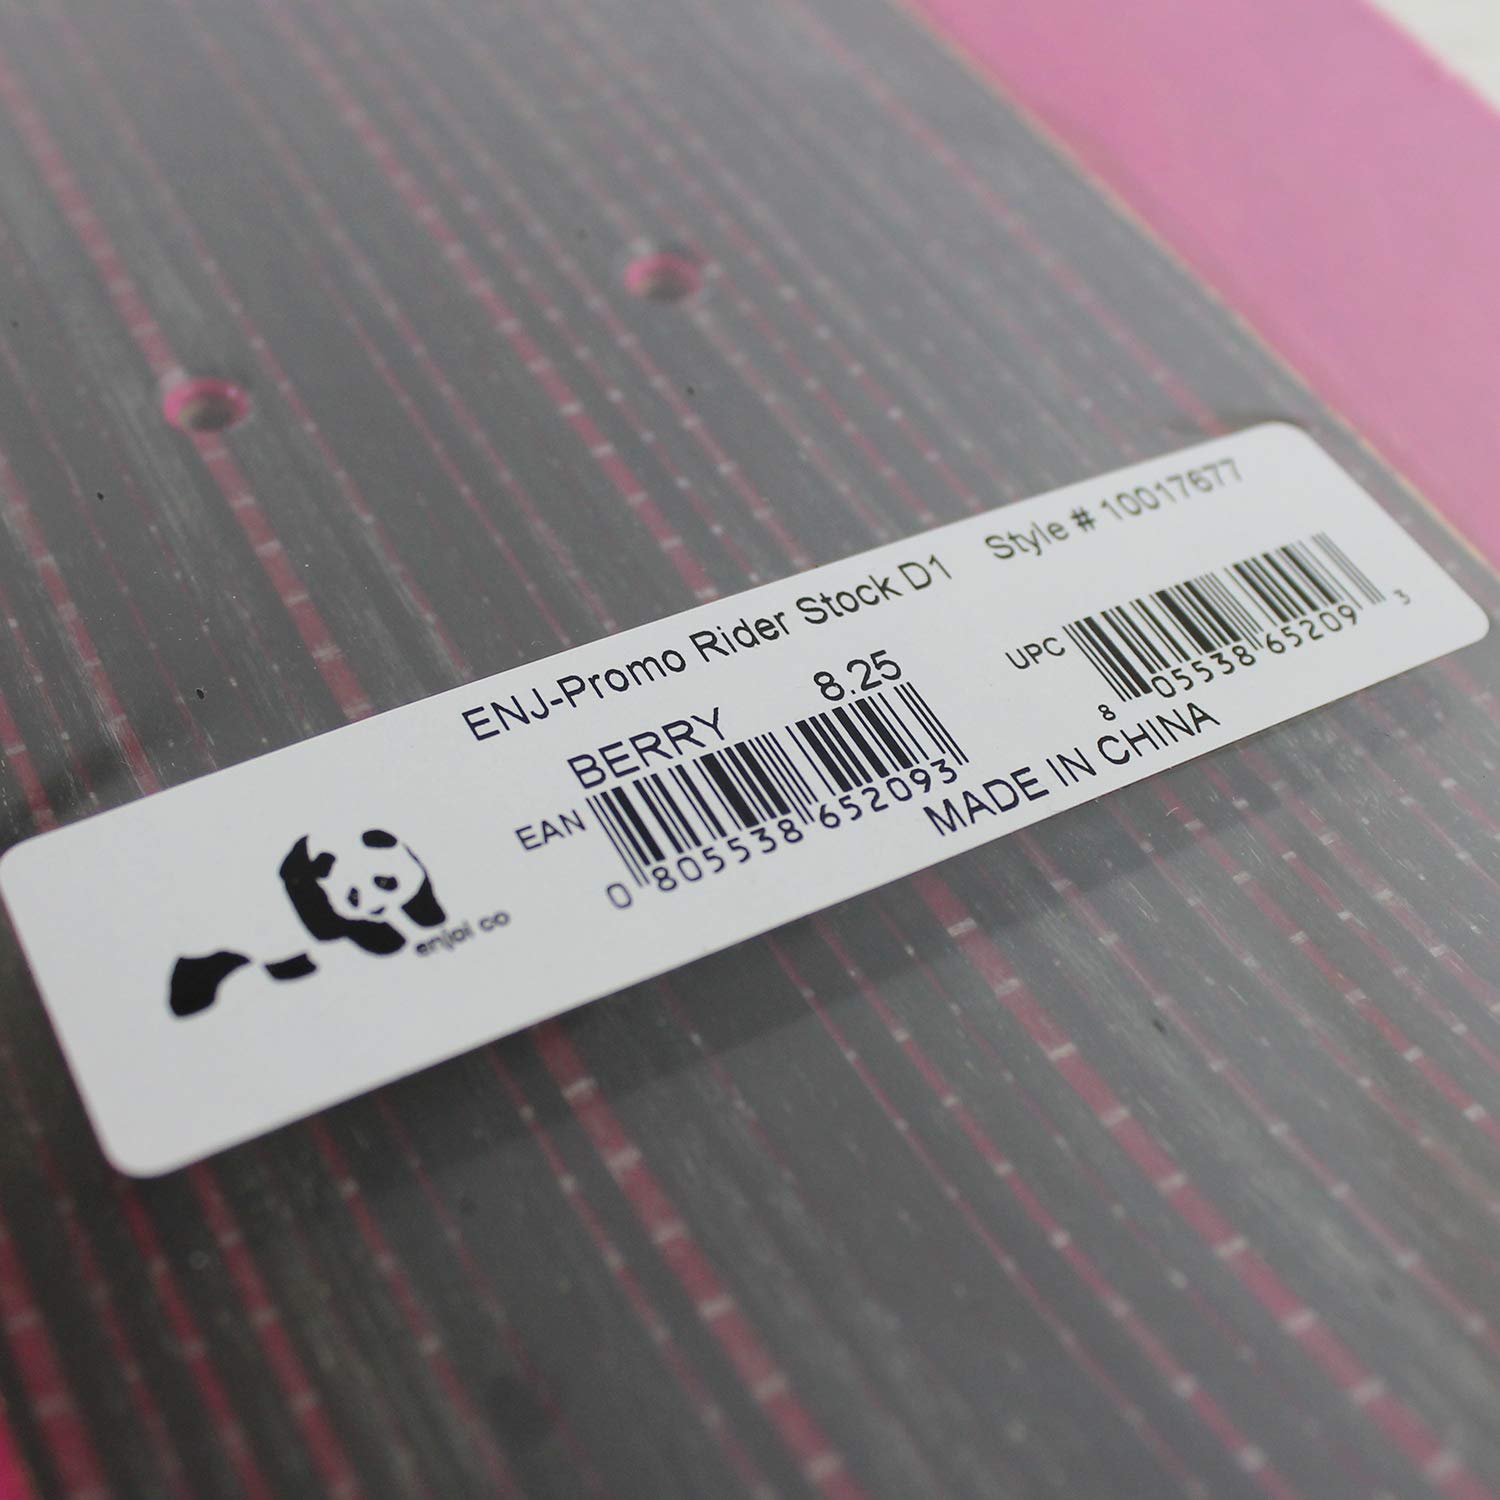 ENJ-Promo Rider Stock D1 Style # 10017677
BERRY 8.25
EAN
0 805538 652093
UPC
8 05538 65209 3
MADE IN CHINA
enjoi co